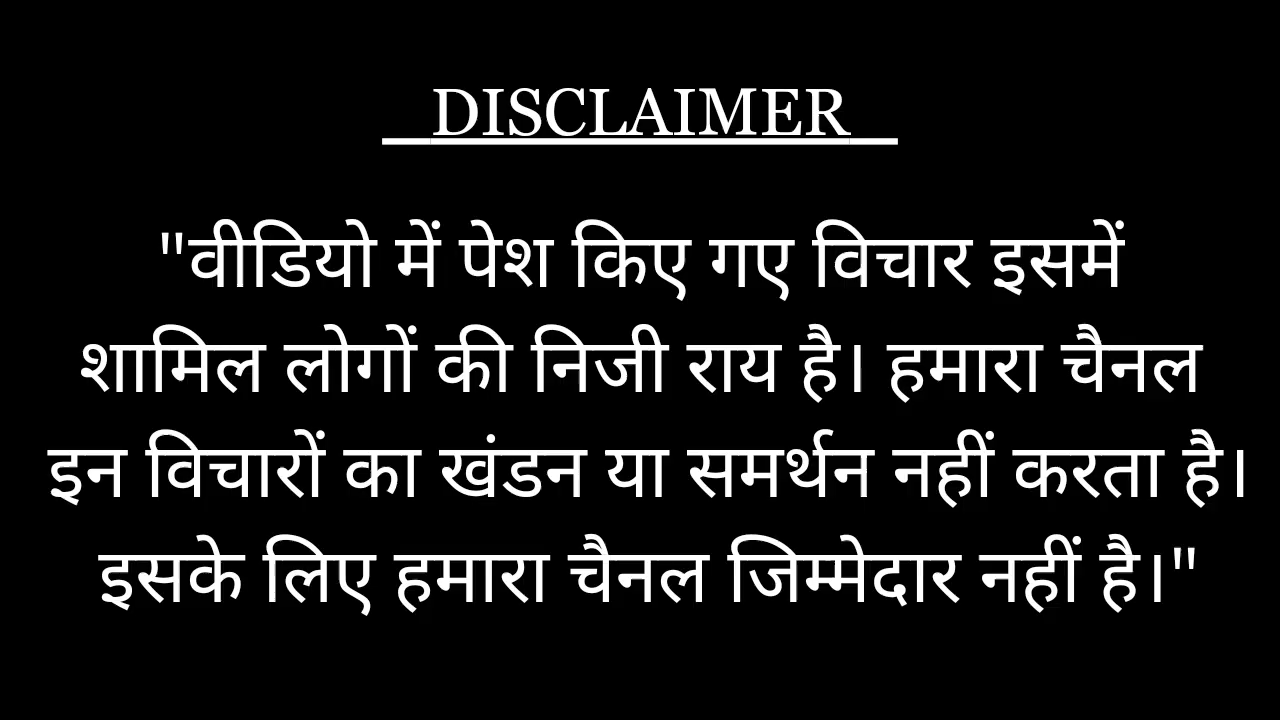 DISCLAIMER
"वीडियो में पेश किए गए विचार इसमें
शामिल लोगों की निजी राय है। हमारा चैनल
इन विचारों का खंडन या समर्थन नहीं करता है।
इसके लिए हमारा चैनल जिम्मेदार नहीं है।"